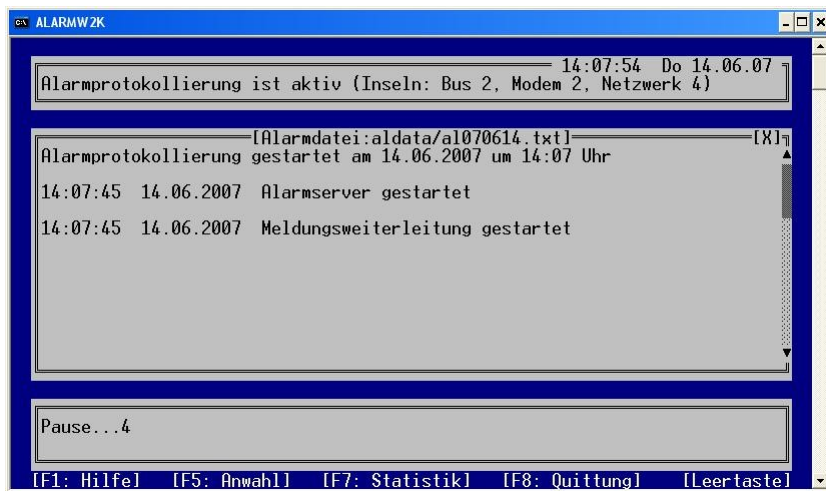 ALARMW2K
14:07:54 Do 14.06.07
Alarmprotokollierung ist aktiv (Inseln: Bus 2, Modem 2, Netzwerk 4)
[Alarmdatei:aldata/al070614.txt] [X]
Alarmprotokollierung gestartet am 14.06.2007 um 14:07 Uhr
14:07:45 14.06.2007 Alarmserver gestartet
14:07:45 14.06.2007 Meldungsweiterleitung gestartet
Pause...4
[F1: Hilfe] [F5: Anwahl] [F7: Statistik] [F8: Quittung] [Leertaste]